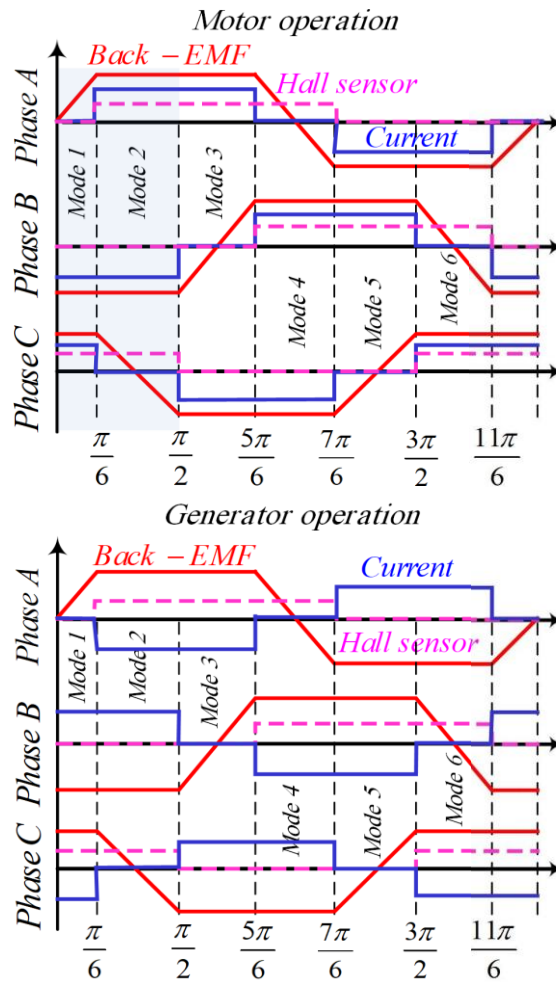 Motor operation
Back - EMF
Hall sensor
Phase A
Current
Mode 1
Mode 2
Mode 3
Phase B
Mode 4
Mode 5
Mode 6
Phase C
π/6
π/2
5π/6
7π/6
3π/2
11π/6
Generator operation
Back - EMF
Current
Phase A
Hall sensor
Mode 1
Mode 2
Mode 3
Phase B
Mode 4
Mode 5
Mode 6
Phase C
π/6
π/2
5π/6
7π/6
3π/2
11π/6